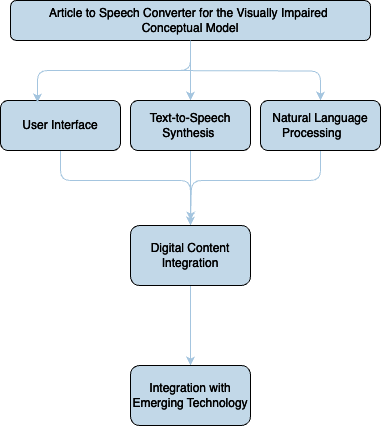 Article to Speech Converter for the Visually Impaired
Conceptual Model
User Interface
Text-to-Speech
Synthesis
Natural Language
Processing
Digital Content
Integration
Integration with
Emerging Technology